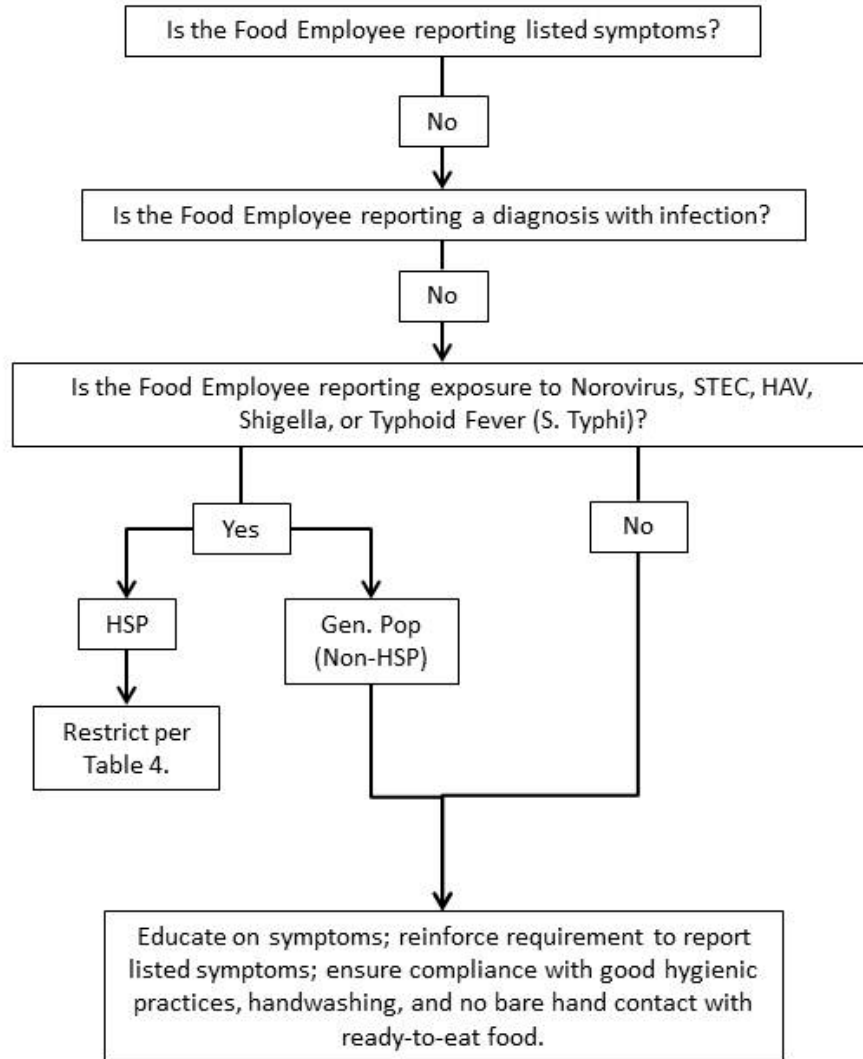 Is the Food Employee reporting listed symptoms?
No
Is the Food Employee reporting a diagnosis with infection?
No
Is the Food Employee reporting exposure to Norovirus, STEC, HAV,
Shigella, or Typhoid Fever (S. Typhi)?
Yes
No
HSP
Gen. Pop
(Non-HSP)
Restrict per
Table 4.
Educate on symptoms; reinforce requirement to report
listed symptoms; ensure compliance with good hygienic
practices, handwashing, and no bare hand contact with
ready-to-eat food.